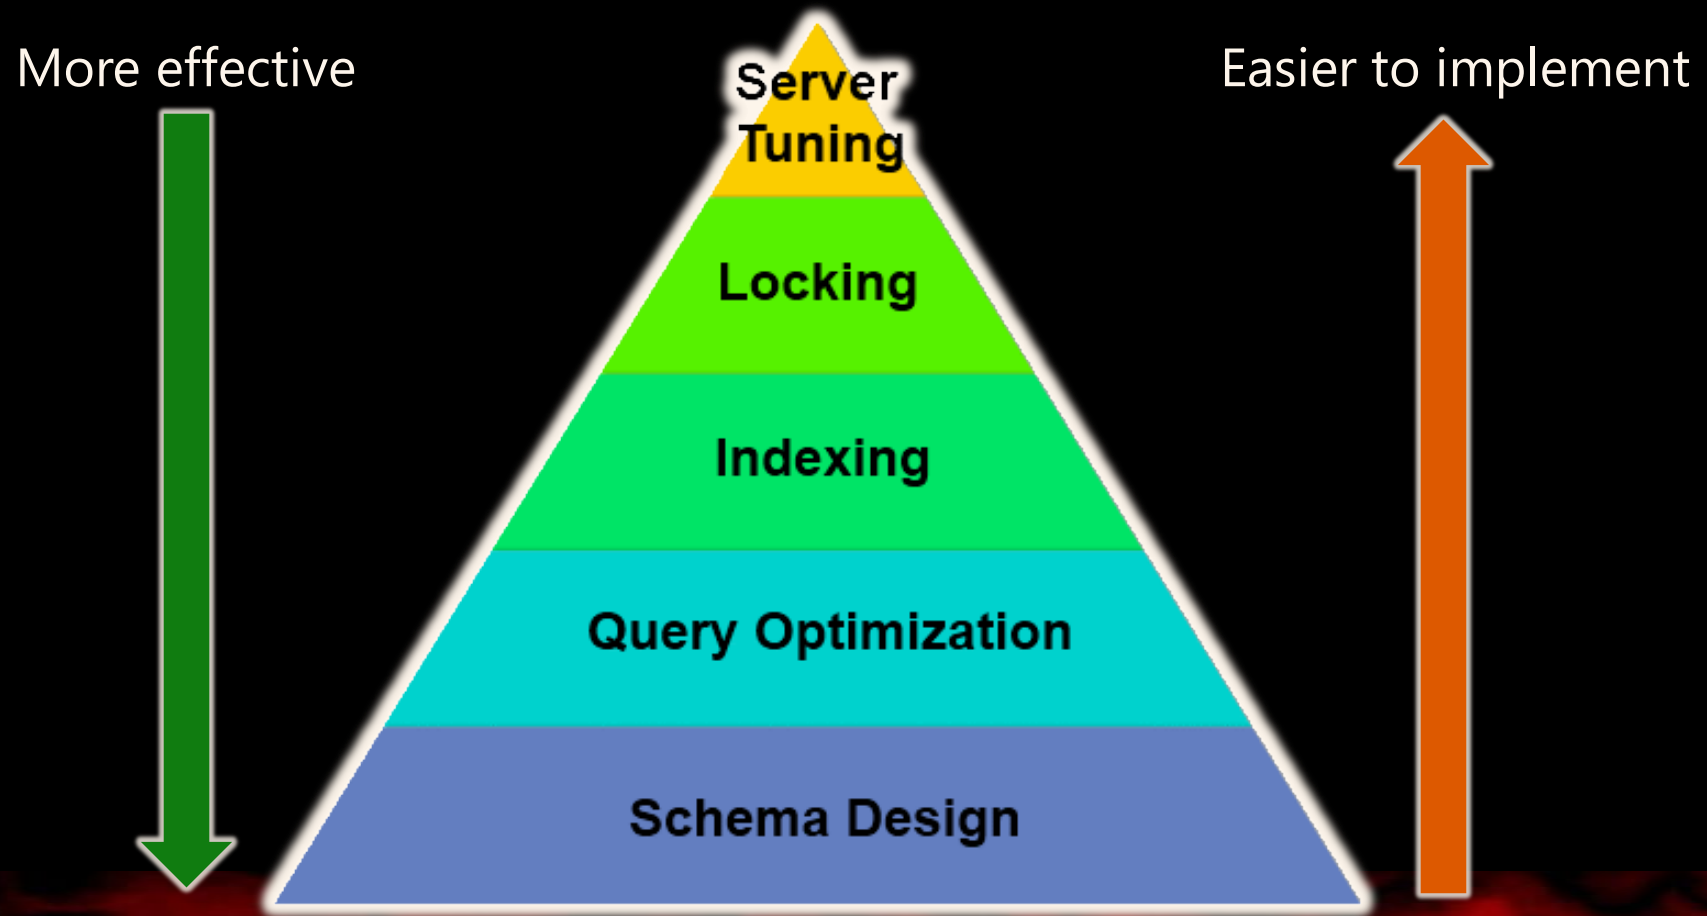 More effective
Easier to implement
Server
Tuning
Locking
Indexing
Query Optimization
Schema Design